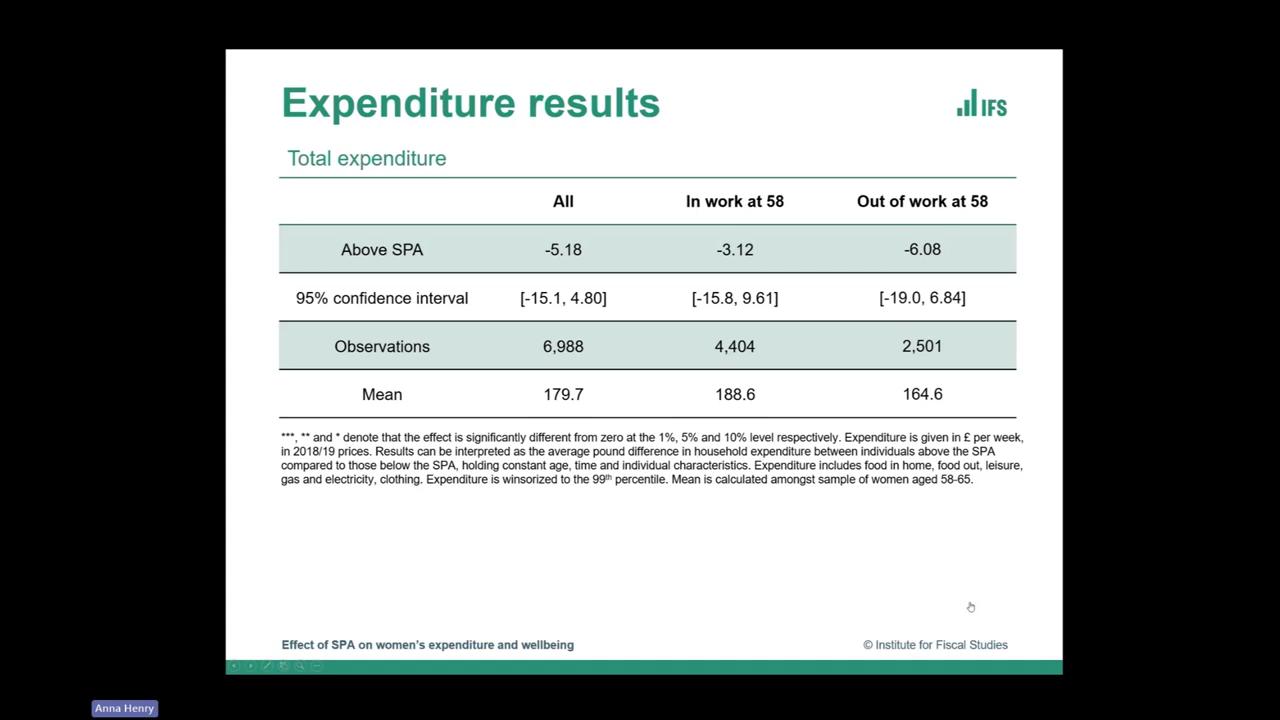 Expenditure results
IFS
Total expenditure
All In work at 58 Out of work at 58
Above SPA -5.18 -3.12 -6.08
95% confidence interval [-15.1, 4.80] [-15.8, 9.61] [-19.0, 6.84]
Observations 6,988 4,404 2,501
Mean 179.7 188.6 164.6
***, ** and * denote that the effect is significantly different from zero at the 1%, 5% and 10% level respectively. Expenditure is given in £ per week,
in 2018/19 prices. Results can be interpreted as the average pound difference in household expenditure between individuals above the SPA
compared to those below the SPA, holding constant age, time and individual characteristics. Expenditure includes food in home, food out, leisure,
gas and electricity, clothing. Expenditure is winsorized to the 99th percentile. Mean is calculated amongst sample of women aged 58-65.
Effect of SPA on women's expenditure and wellbeing
© Institute for Fiscal Studies
Anna Henry